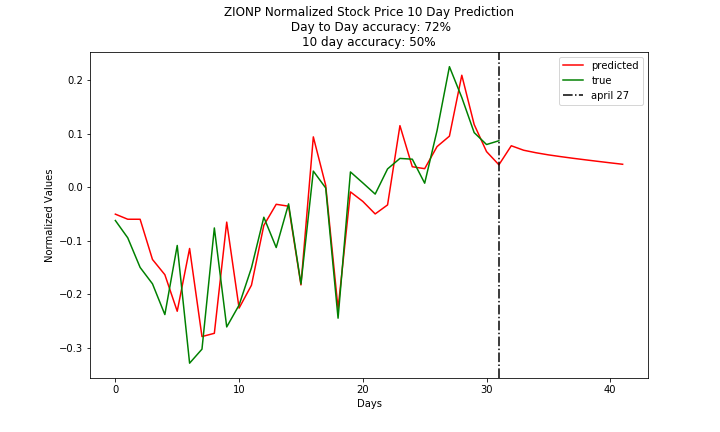 ZIONP Normalized Stock Price 10 Day Prediction
Day to Day accuracy: 72%
10 day accuracy: 50%
predicted
true
april 27
0.2
0.1
0.0
−0.1
−0.2
−0.3
Normalized Values
0 10 20 30 40
Days